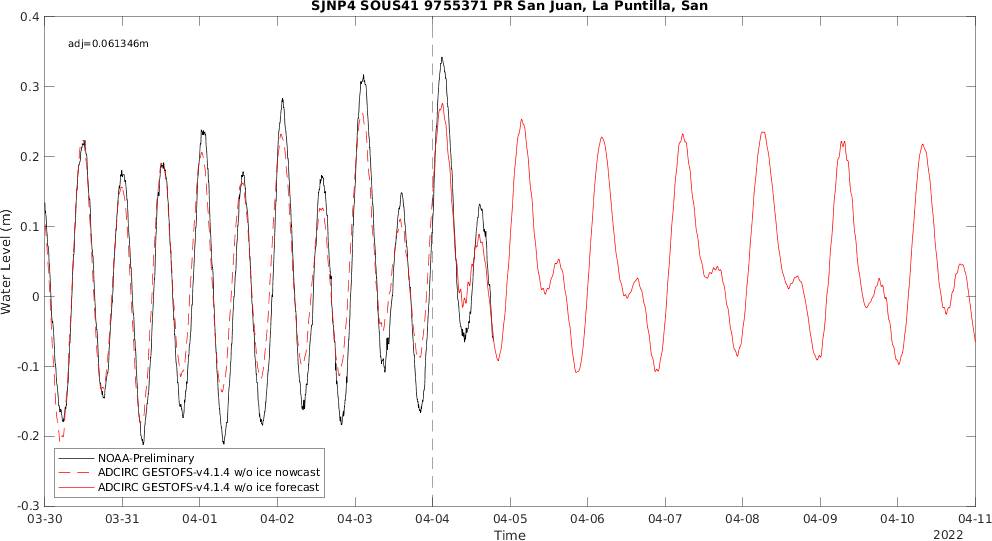 SJNP4 SOUS41 9755371 PR San Juan, La Puntilla, San
adj=0.061346m
Water Level (m)
0.4
0.3
0.2
0.1
0
-0.1
-0.2
-0.3
NOAA-Preliminary
ADCIRC GESTOFS-v4.1.4 w/o ice nowcast
ADCIRC GESTOFS-v4.1.4 w/o ice forecast
03-30 03-31 04-01 04-02 04-03 04-04 04-05 04-06 04-07 04-08 04-09 04-10 04-11
Time
2022